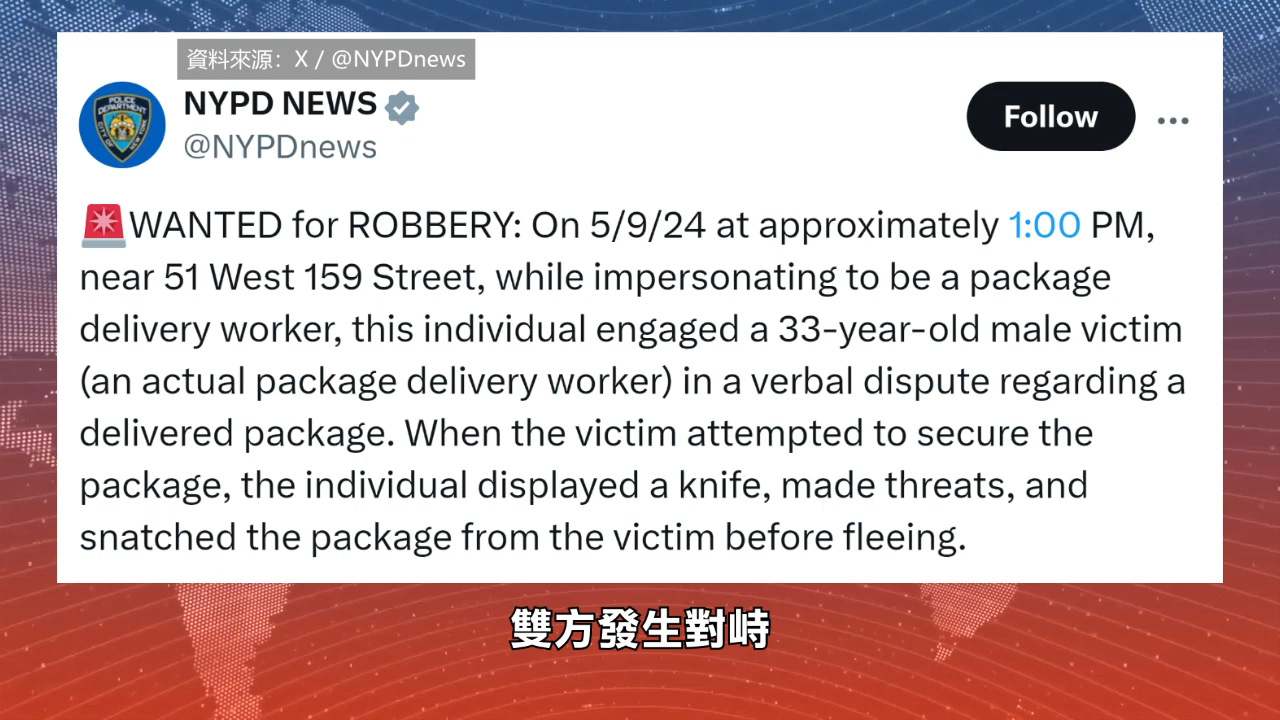 資料來源：X / @NYPDnews
NYPD NEWS
@NYPDnews
Follow
🚨WANTED for ROBBERY: On 5/9/24 at approximately 1:00 PM,
near 51 West 159 Street, while impersonating to be a package
delivery worker, this individual engaged a 33-year-old male victim
(an actual package delivery worker) in a verbal dispute regarding a
delivered package. When the victim attempted to secure the
package, the individual displayed a knife, made threats, and
snatched the package from the victim before fleeing.
雙方發生對峙